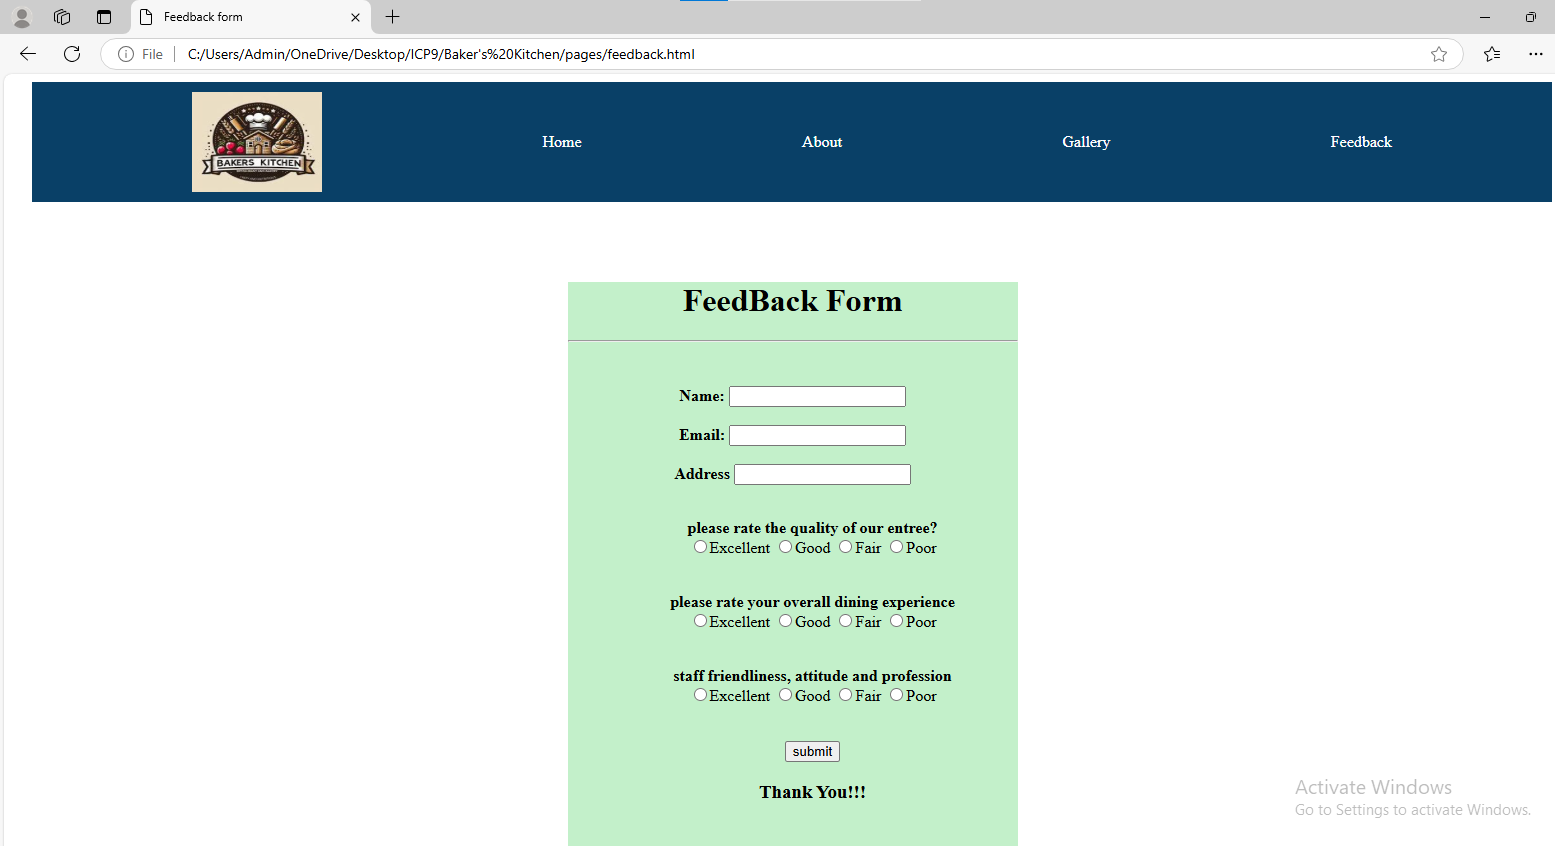 Feedback form
File C:/Users/Admin/OneDrive/Desktop/ICP9/Baker's%20Kitchen/pages/feedback.html
BAKERS KITCHEN
Home About Gallery Feedback
FeedBack Form
Name:
Email:
Address
please rate the quality of our entree?
Excellent Good Fair Poor
please rate your overall dining experience
Excellent Good Fair Poor
staff friendliness, attitude and profession
Excellent Good Fair Poor
submit
Thank You!!!
Activate Windows
Go to Settings to activate Windows.